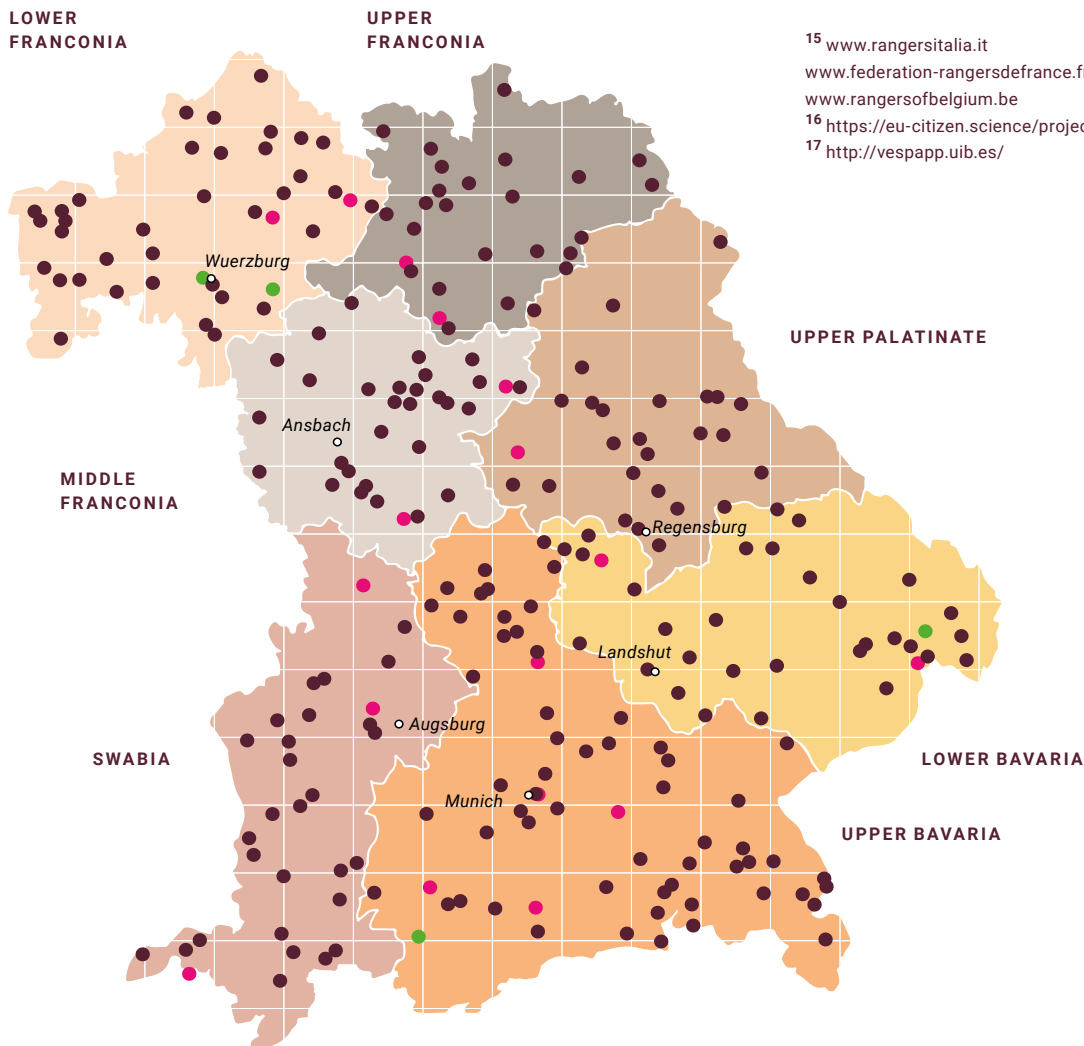 LOWER
FRANCONIA
UPPER
FRANCONIA
15 www.rangersitalia.it
www.federation-rangersdefrance.f
www.rangersofbelgium.be
16 https://eu-citizen.science/projec
17 http://vespapp.uib.es/
Wuerzburg
UPPER PALATINATE
Ansbach
MIDDLE
FRANCONIA
Regensburg
Landshut
Augsburg
SWABIA
LOWER BAVARIA
Munich
UPPER BAVARIA